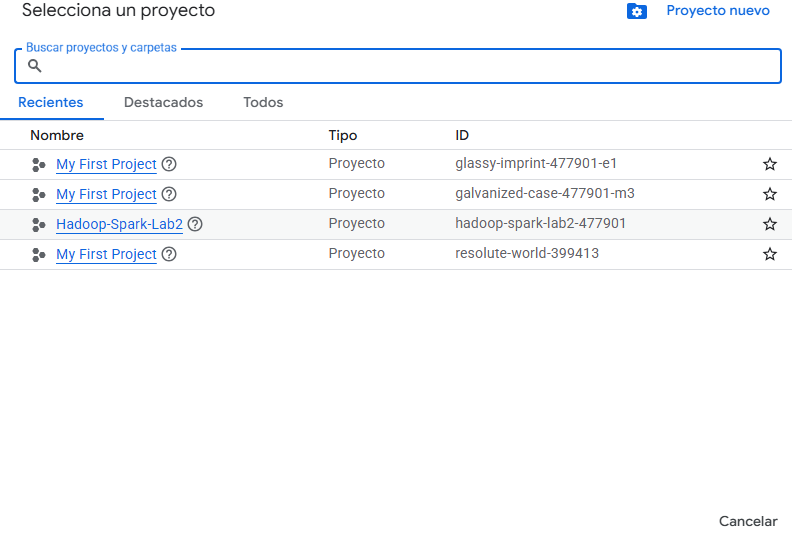 Selecciona un proyecto
Proyecto nuevo
Buscar proyectos y carpetas
Recientes Destacados Todos
Nombre Tipo ID
My First Project Proyecto glassy-imprint-477901-e1
My First Project Proyecto galvanized-case-477901-m3
Hadoop-Spark-Lab2 Proyecto hadoop-spark-lab2-477901
My First Project Proyecto resolute-world-399413
Cancelar